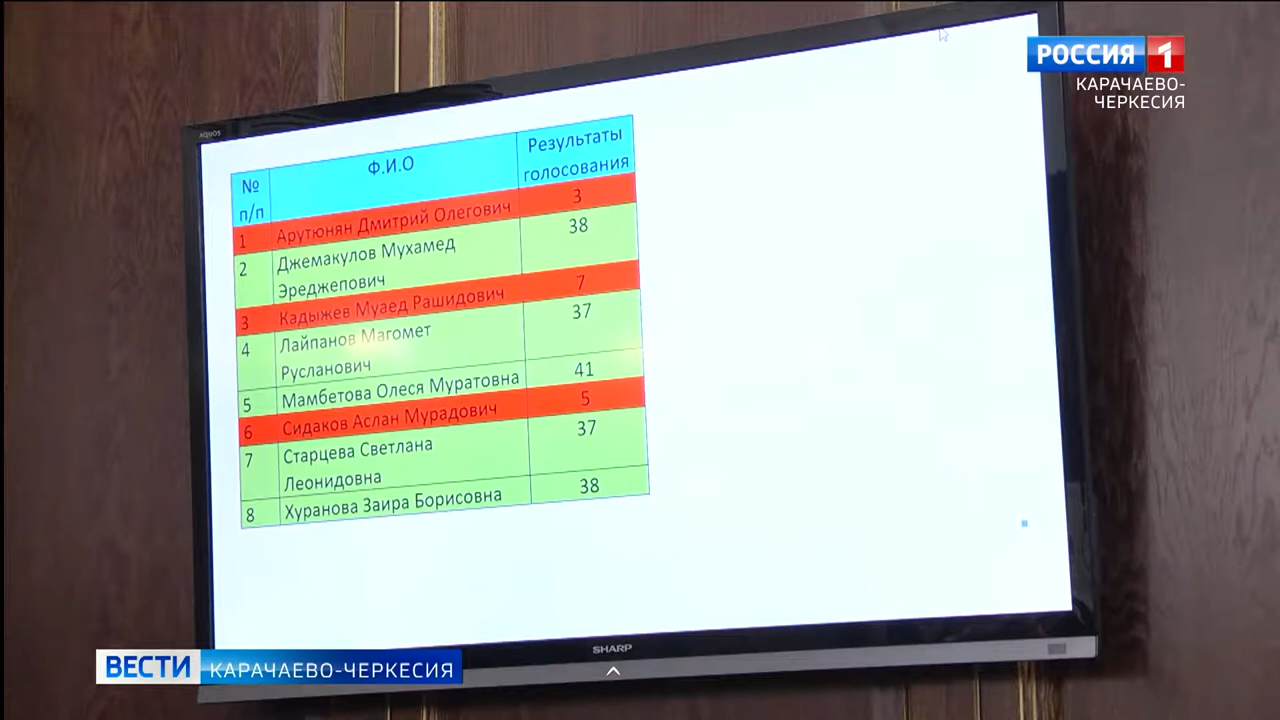 РОССИЯ 1
КАРАЧАЕВО-
ЧЕРКЕСИЯ
AQUOS
№ п/п Ф.И.О Результаты голосования
1 Арутюнян Дмитрий Олегович 3
2 Джемакулов Мухамед Эреджепович 38
3 Кадыжев Муаед Рашидович 7
4 Лайпанов Магомет Русланович 37
5 Мамбетова Олеся Муратовна 41
6 Сидаков Аслан Мурадович 5
7 Старцева Светлана Леонидовна 37
8 Хуранова Заира Борисовна 38
SHARP
ВЕСТИ КАРАЧАЕВО-ЧЕРКЕСИЯ